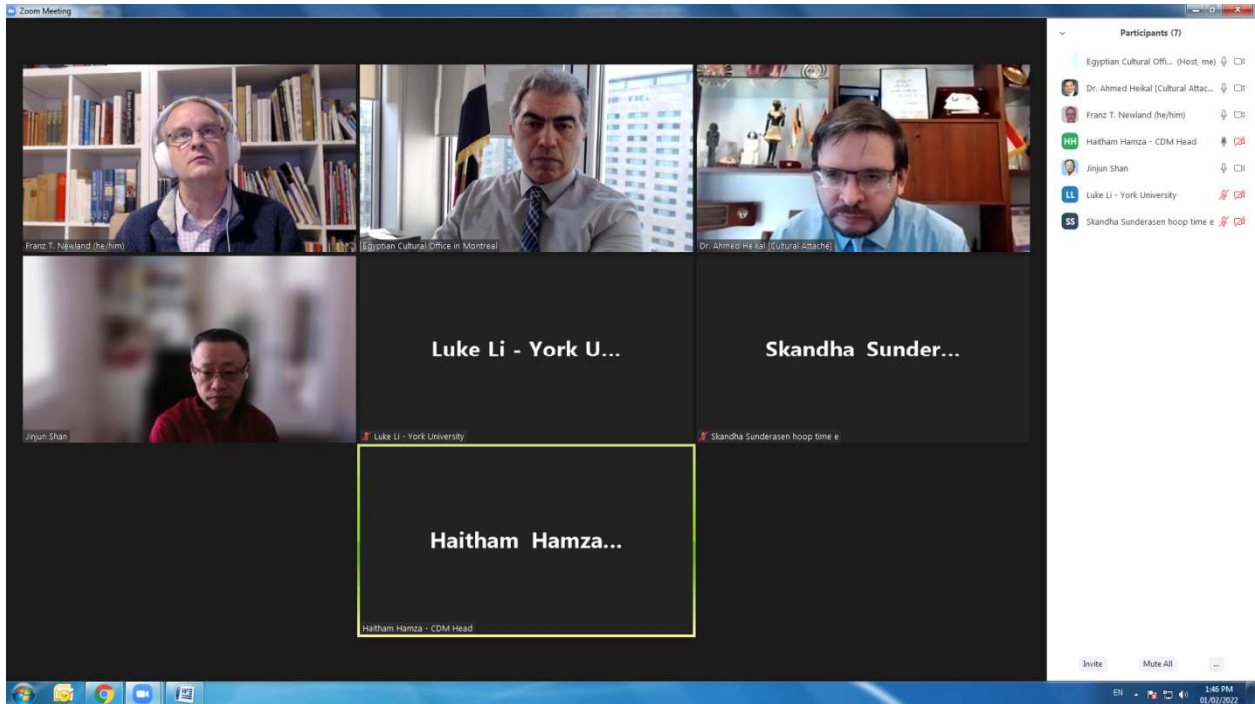 Zoom Meeting
Franz T. Newland (he/him)
Egyptian Cultural Office in Montreal
Dr. Ahmed Heikal [Cultural Attaché]
Luke Li - York U...
Skandha Sunder...
Jinjun Shan
Luke Li - York University
Skandha Sunderasen hoop time e
Haitham Hamza...
Haitham Hamza - CDM Head
Participants (7)
Egyptian Cultural Offi... (Host, me)
Dr. Ahmed Heikal [Cultural Attac...
Franz T. Newland (he/him)
HH Haitham Hamza - CDM Head
Jinjun Shan
LL Luke Li - York University
SS Skandha Sunderasen hoop time e
Invite Mute All ...
EN 1:46 PM
01/02/2022